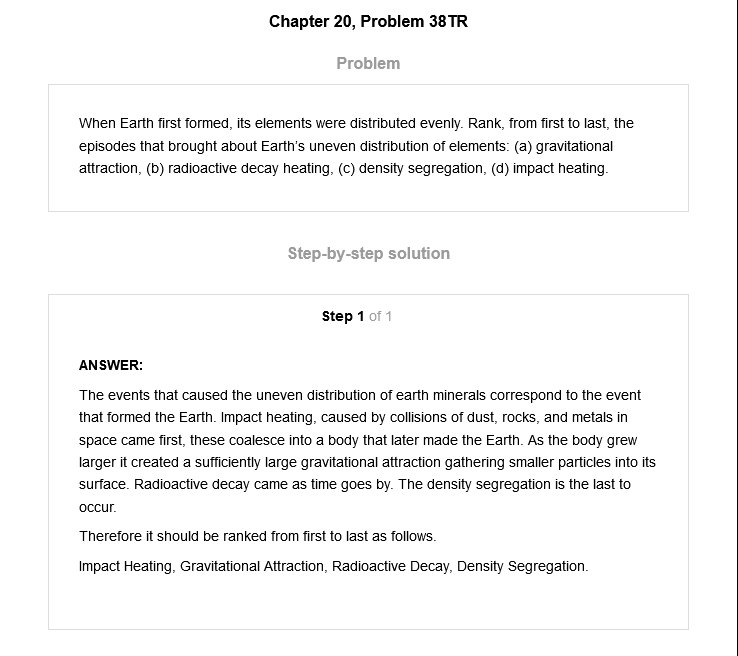 Chapter 20, Problem 38TR
Problem
When Earth first formed, its elements were distributed evenly. Rank, from first to last, the
episodes that brought about Earth's uneven distribution of elements: (a) gravitational
attraction, (b) radioactive decay heating, (c) density segregation, (d) impact heating.
Step-by-step solution
Step 1 of 1
ANSWER:
The events that caused the uneven distribution of earth minerals correspond to the event
that formed the Earth. Impact heating, caused by collisions of dust, rocks, and metals in
space came first, these coalesce into a body that later made the Earth. As the body grew
larger it created a sufficiently large gravitational attraction gathering smaller particles into its
surface. Radioactive decay came as time goes by. The density segregation is the last to
occur.
Therefore it should be ranked from first to last as follows.
Impact Heating, Gravitational Attraction, Radioactive Decay, Density Segregation.